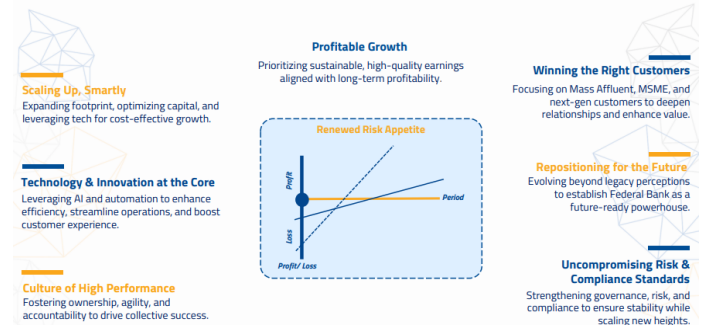 Profitable Growth
Prioritizing sustainable, high-quality earnings
aligned with long-term profitability.
Scaling Up, Smartly
Expanding footprint, optimizing capital, and
leveraging tech for cost-effective growth.
Technology & Innovation at the Core
Leveraging AI and automation to enhance
efficiency, streamline operations, and boost
customer experience.
Culture of High Performance
Fostering ownership, agility, and
accountability to drive collective success.
Renewed Risk Appetite
Profit
Period
Loss
Profit/ Loss
Winning the Right Customers
Focusing on Mass Affluent, MSME, and
next-gen customers to deepen
relationships and enhance value.
Repositioning for the Future
Evolving beyond legacy perceptions
to establish Federal Bank as a
future-ready powerhouse.
Uncompromising Risk &
Compliance Standards
Strengthening governance, risk, and
compliance to ensure stability while
scaling new heights.